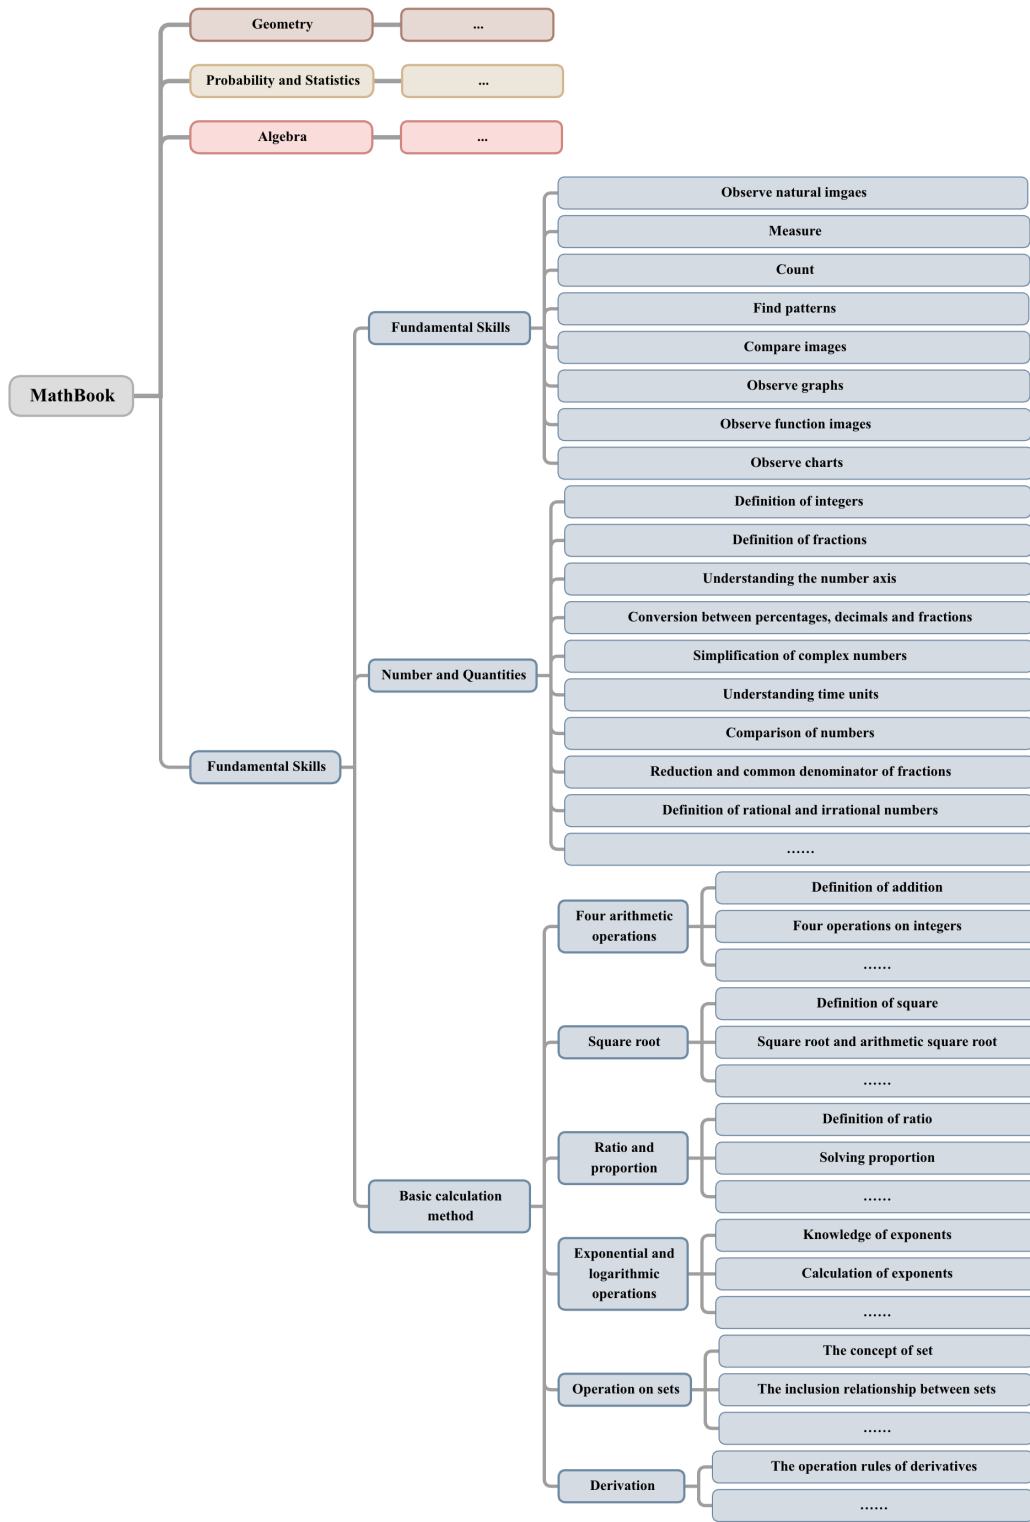 Geometry
...
Probability and Statistics
...
Algebra
...
MathBook
Fundamental Skills
Fundamental Skills
Observe natural imgaes
Measure
Count
Find patterns
Compare images
Observe graphs
Observe function images
Observe charts
Number and Quantities
Definition of integers
Definition of fractions
Understanding the number axis
Conversion between percentages, decimals and fractions
Simplification of complex numbers
Understanding time units
Comparison of numbers
Reduction and common denominator of fractions
Definition of rational and irrational numbers
……
Basic calculation
method
Four arithmetic
operations
Definition of addition
Four operations on integers
……
Square root
Definition of square
Square root and arithmetic square root
……
Ratio and
proportion
Definition of ratio
Solving proportion
……
Exponential and
logarithmic
operations
Knowledge of exponents
Calculation of exponents
……
Operation on sets
The concept of set
The inclusion relationship between sets
……
Derivation
The operation rules of derivatives
……